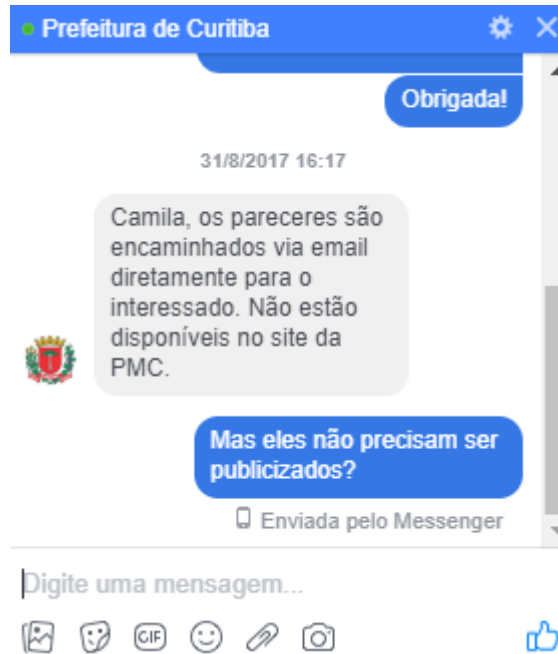 Prefeitura de Curitiba
Obrigada!
31/8/2017 16:17
Camila, os pareceres são
encaminhados via email
diretamente para o
interessado. Não estão
disponíveis no site da
PMC.
Mas eles não precisam ser
publicizados?
Enviada pelo Messenger
Digite uma mensagem...
GIF